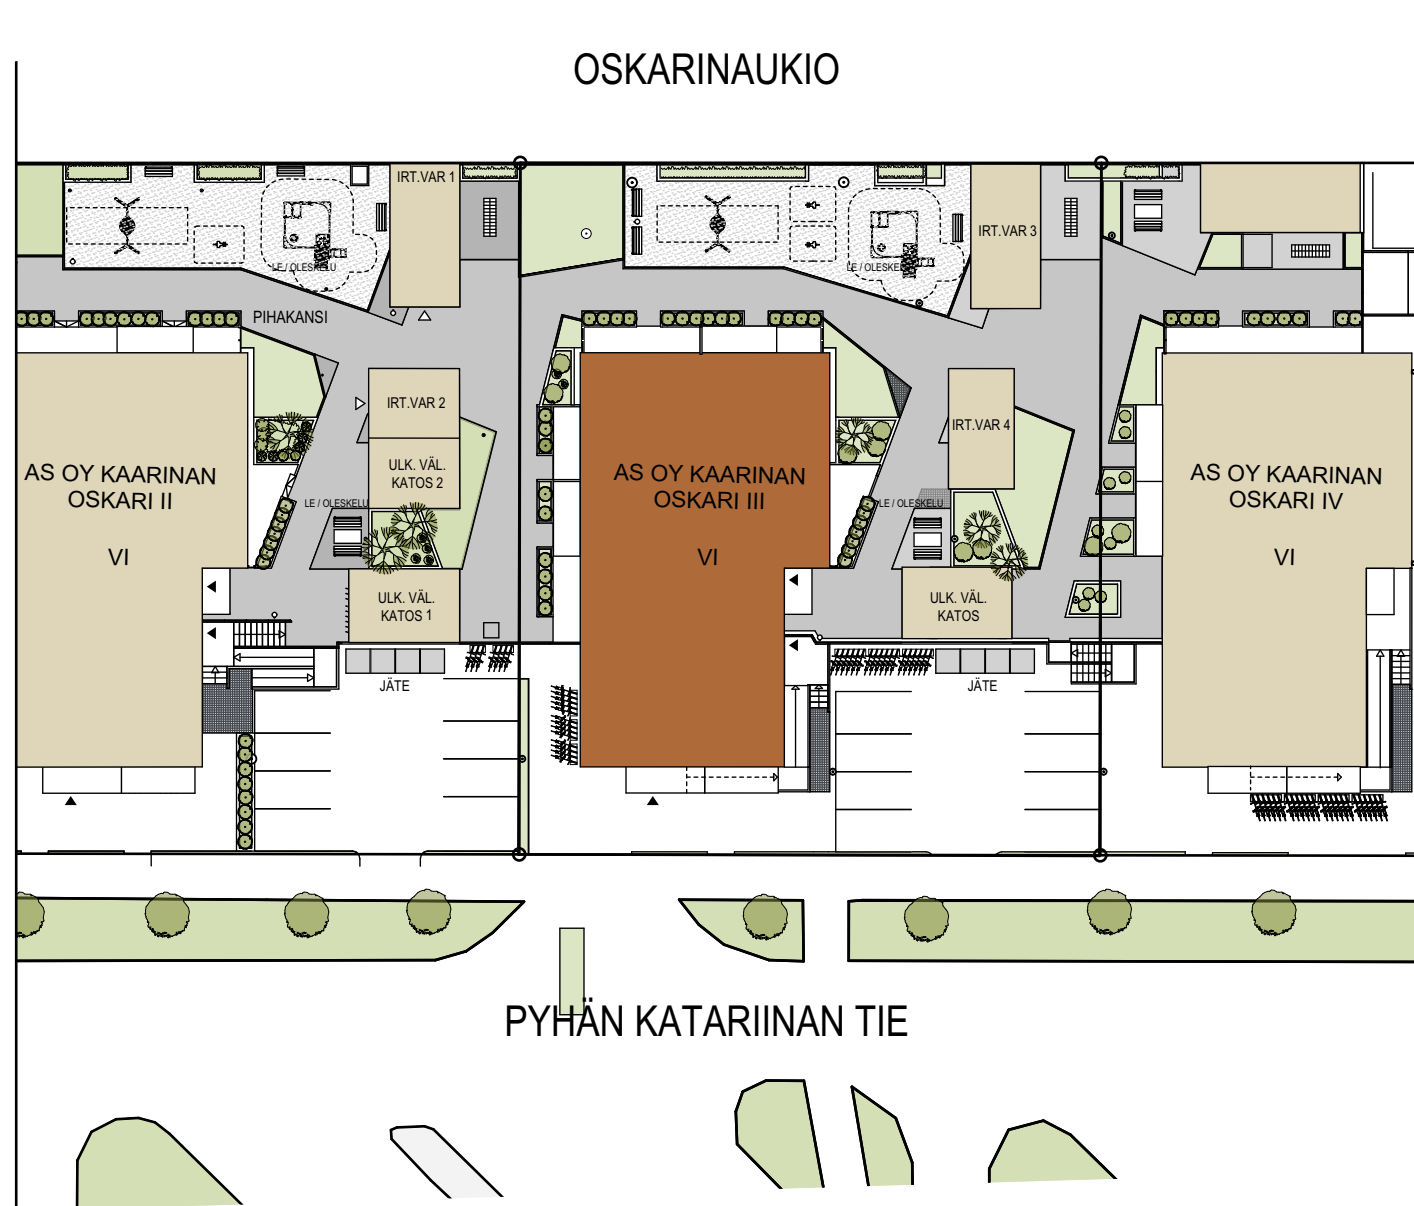 OSKARINAUKIO
IRT.VAR 1
IRT.VAR 3
LE / OLESKELU
LE / OLESKELU
PIHAKANSI
IRT.VAR 2
IRT.VAR 4
ULK. VÄL.
KATOS 2
AS OY KAARINAN
OSKARI II
VI
AS OY KAARINAN
OSKARI III
VI
AS OY KAARINAN
OSKARI IV
VI
LE / OLESKELU
LE / OLESKELU
ULK. VÄL.
KATOS 1
ULK. VÄL.
KATOS
JÄTE
JÄTE
PYHÄN KATARIINAN TIE